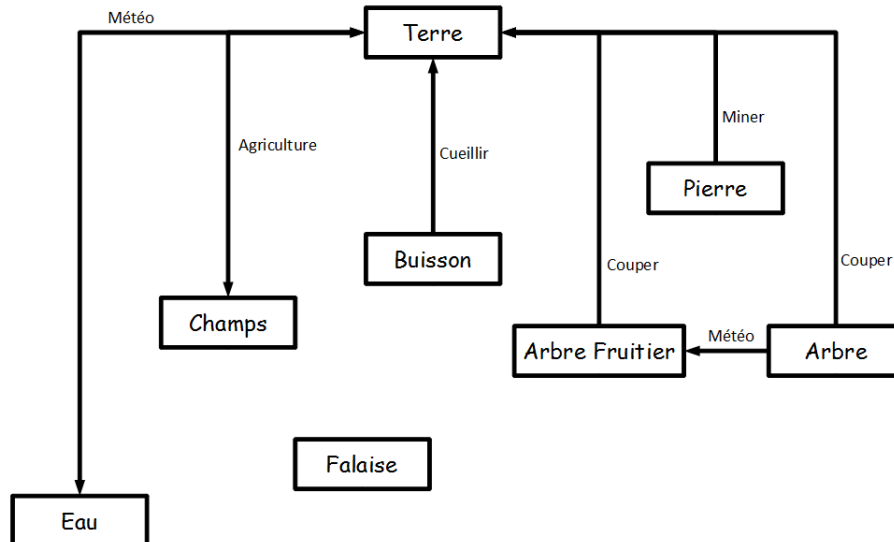 Météo
Terre
Agriculture
Cueillir
Miner
Pierre
Buisson
Couper
Couper
Champs
Météo
Arbre Fruitier
Arbre
Falaise
Eau